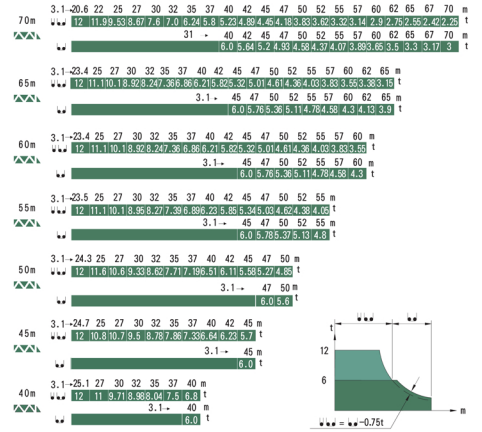 3.1→20.6 22 25 27 30 32 35 37 40 42 45 47 50 52 55 57 60 62 65 67 70 m
70m 12 11.9 9.53 8.67 7.6 7.0 6.24 5.8 5.23 4.89 4.45 4.18 3.83 3.62 3.32 3.14 2.9 2.75 2.55 2.42 2.25 t
31→ 40 42 45 47 50 52 55 57 60 62 65 67 70 m
6.0 5.64 5.2 4.93 4.58 4.37 4.07 3.89 3.65 3.5 3.3 3.17 3 t
3.1→23.4 25 27 30 32 35 37 40 42 45 47 50 52 55 57 60 62 65 m
65m 12 11.1 10.1 8.92 8.24 7.36 6.86 6.21 5.82 5.32 5.01 4.61 4.36 4.03 3.83 3.55 3.38 3.15 t
3.1→ 45 47 50 52 55 57 60 62 65 m
6.0 5.76 5.36 5.11 4.78 4.58 4.3 4.13 3.9 t
3.1→23.4 25 27 30 32 35 37 40 42 45 47 50 52 55 57 60 m
60m 12 11.1 10.1 8.92 8.24 7.36 6.86 6.21 5.82 5.32 5.01 4.61 4.36 4.03 3.83 3.55 t
3.1→ 45 47 50 52 55 57 60 m
6.0 5.76 5.36 5.11 4.78 4.58 4.3 t
3.1→23.5 25 27 30 32 35 37 40 42 45 47 50 52 55 m
55m 12 11.1 10.1 8.95 8.27 7.39 6.89 6.23 5.85 5.34 5.03 4.62 4.38 4.05 t
3.1→ 45 47 50 52 55 m
6.0 5.78 5.37 5.13 4.8 t
3.1→24.3 25 27 30 32 35 37 40 42 45 47 50 m
50m 12 11.6 10.6 9.33 8.62 7.71 7.19 6.51 6.11 5.58 5.27 4.85 t
3.1→ 47 50 m
6.0 5.6 t
3.1→24.7 25 27 30 32 35 37 40 42 45 m
45m 12 10.8 10.7 9.5 8.78 7.86 7.33 6.64 6.23 5.7 t
3.1→ 45 m
6.0 t
3.1→25.1 27 30 32 35 37 40 m
40m 12 11 9.71 8.98 8.04 7.5 6.8 t
3.1→ 40 m
6.0 t
t
12
6
m
= -0.75t